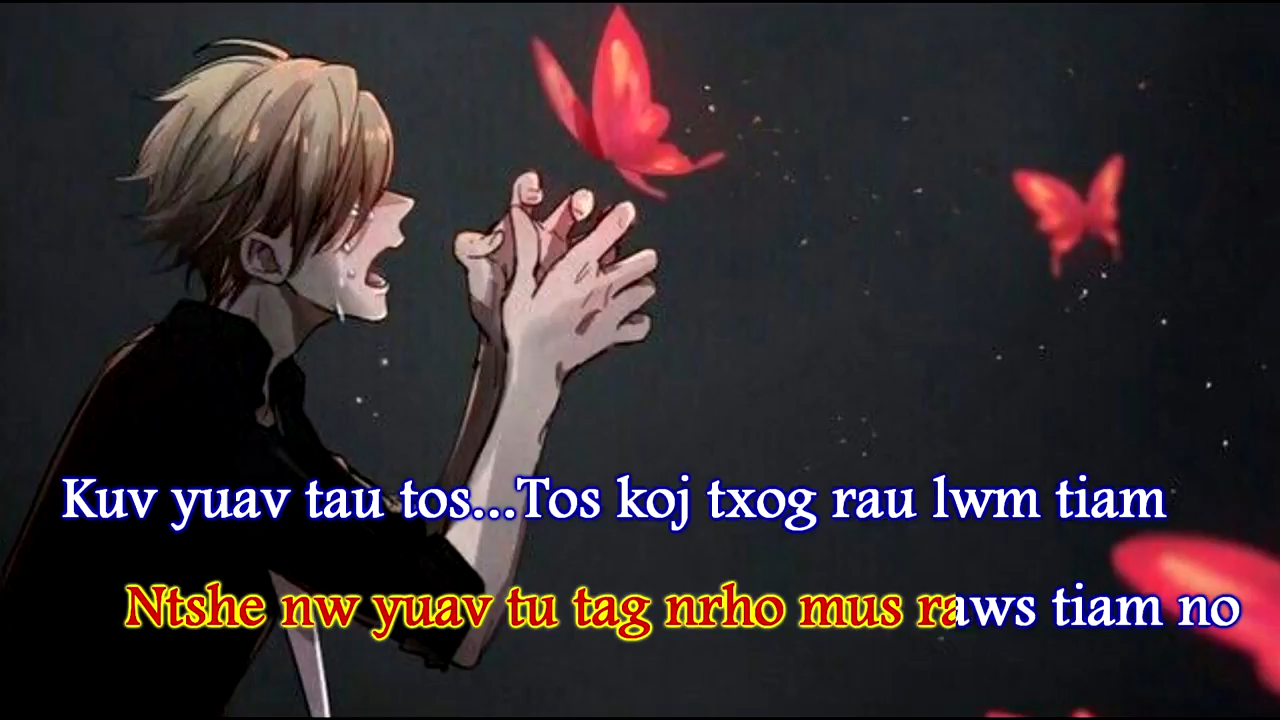 Kuv yuav tau tos...Tos koj txog rau lwm tiam
Ntshe nw yuav tu tag nrho mus raws tiam no